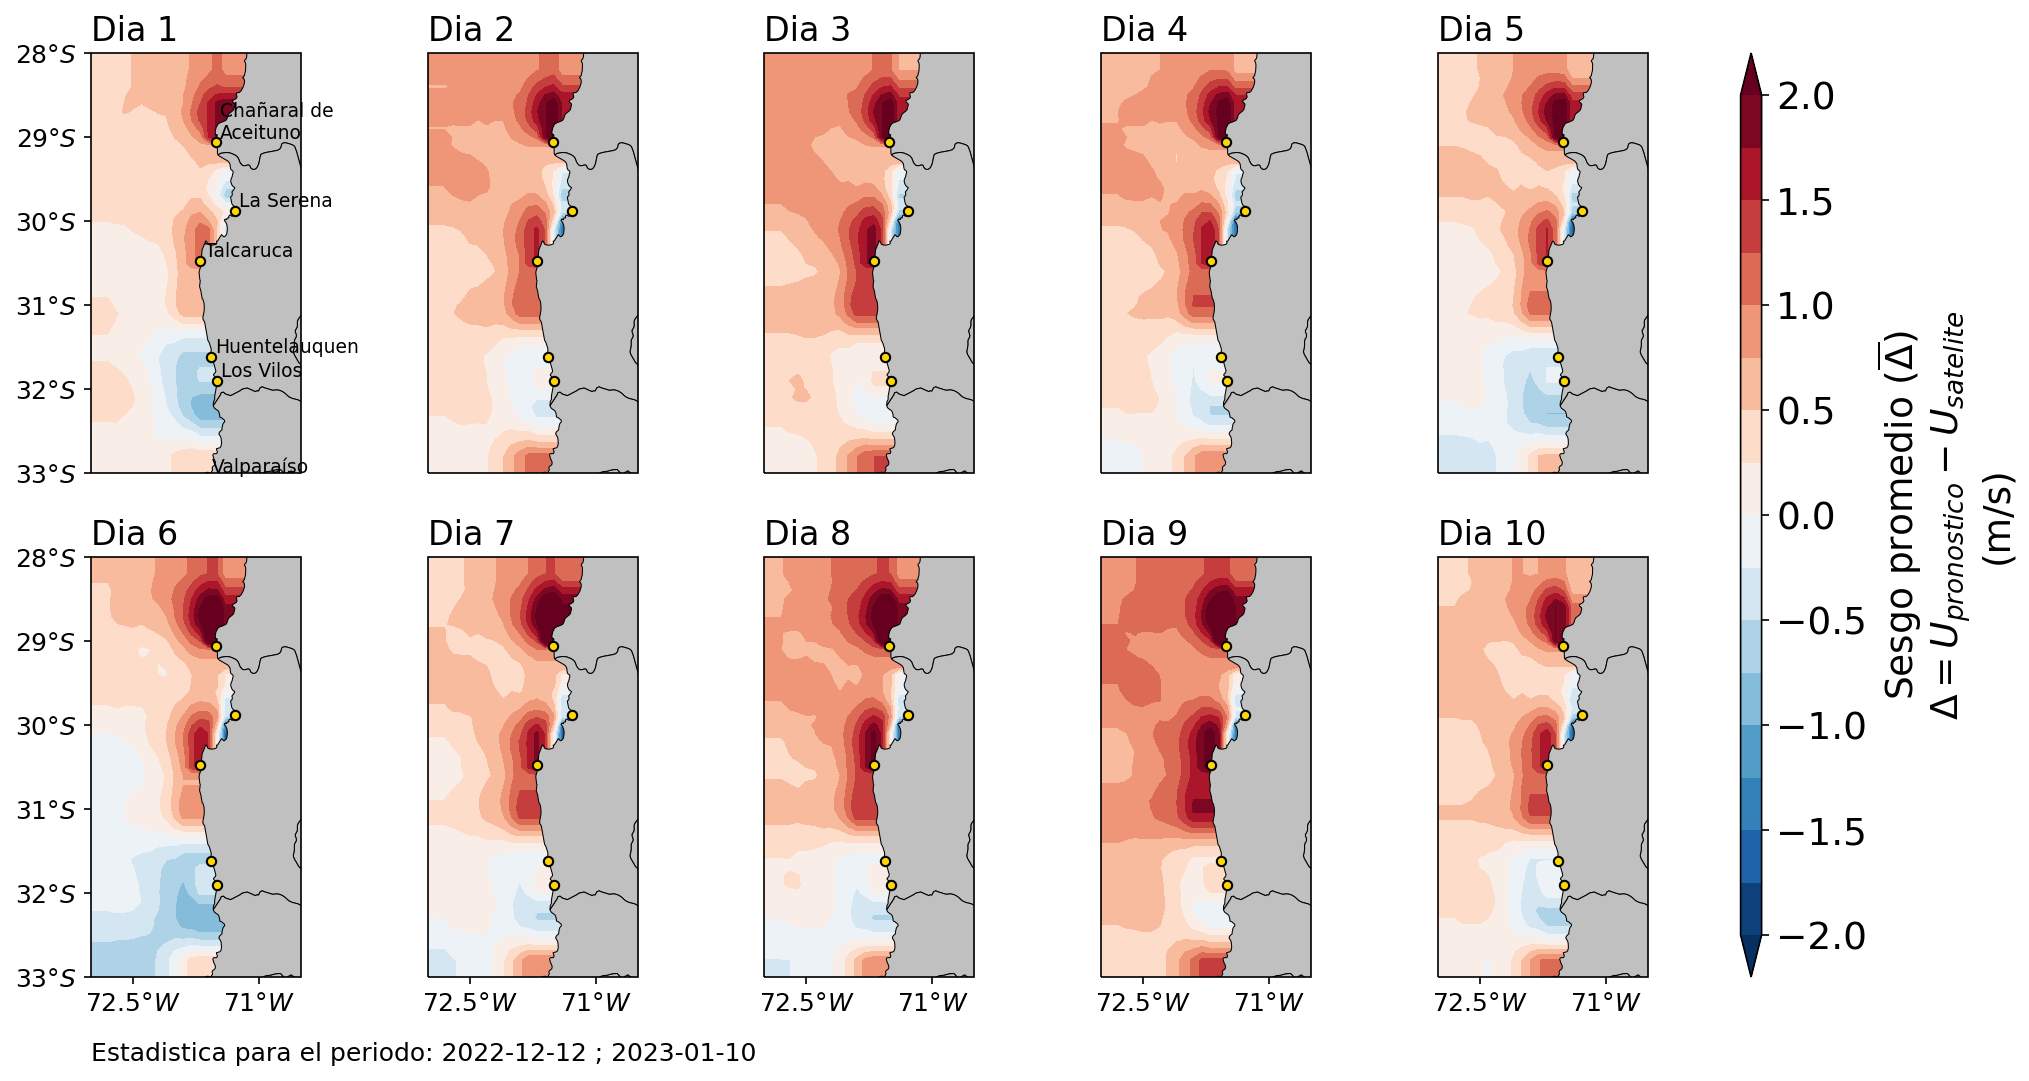 Dia 1
Dia 2
Dia 3
Dia 4
Dia 5
28°S
29°S
30°S
31°S
32°S
33°S
Chañaral de
Aceituno
La Serena
Talcaruca
Huentelauquen
Los Vilos
Valparaíso
Dia 6
Dia 7
Dia 8
Dia 9
Dia 10
28°S
29°S
30°S
31°S
32°S
33°S
72.5°W 71°W
72.5°W 71°W
72.5°W 71°W
72.5°W 71°W
72.5°W 71°W
2.0
1.5
1.0
0.5
0.0
−0.5
−1.0
−1.5
−2.0
Sesgo promedio (Δ̅)
Δ = U_pronostico − U_satelite
(m/s)
Estadistica para el periodo: 2022-12-12 ; 2023-01-10